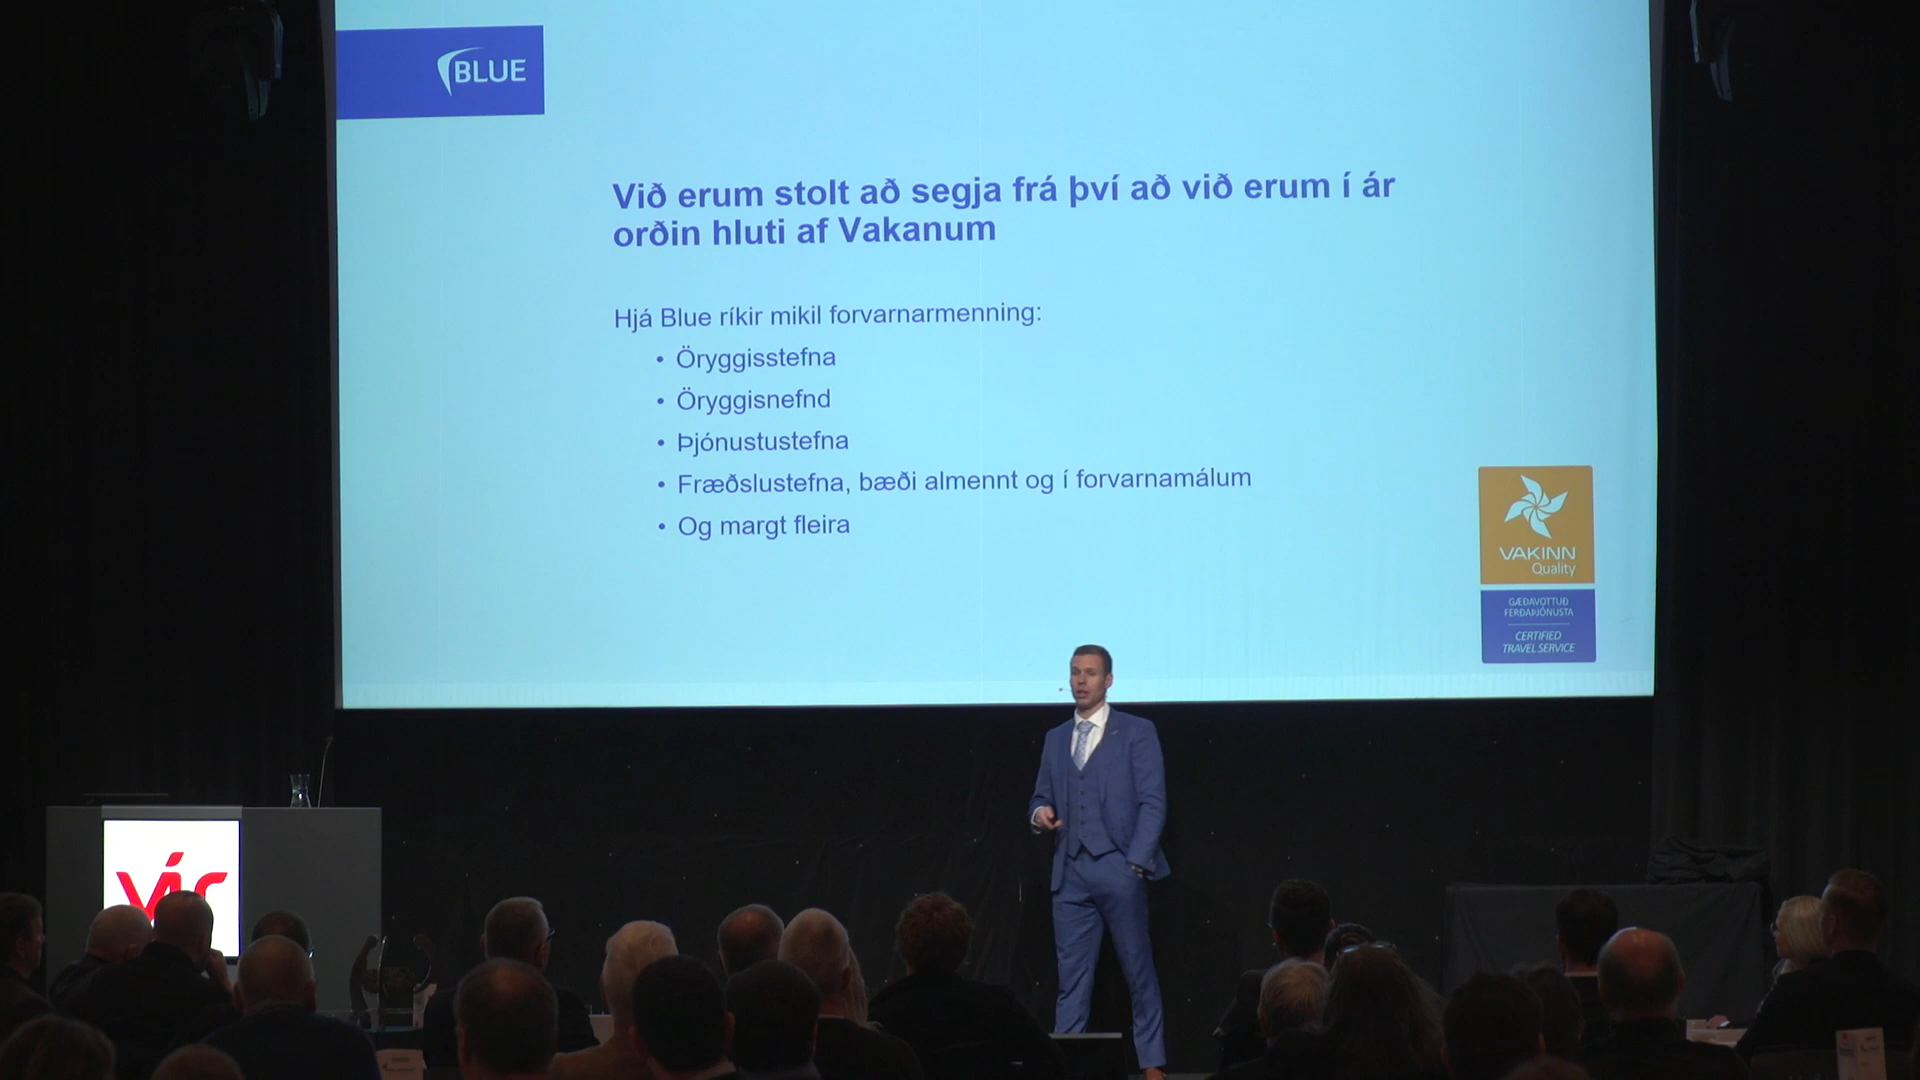 BLUE
Við erum stolt að segja frá því að við erum í ár
orðin hluti af Vakanum
Hjá Blue ríkir mikil forvarnarmenning:
• Öryggisstefna
• Öryggisnefnd
• Þjónustustefna
• Fræðslustefna, bæði almennt og í forvarnamálum
• Og margt fleira
VAKINN
Quality
GÆÐAVOTTUÐ
FERÐAÞJÓNUSTA
CERTIFIED
TRAVEL SERVICE
vís